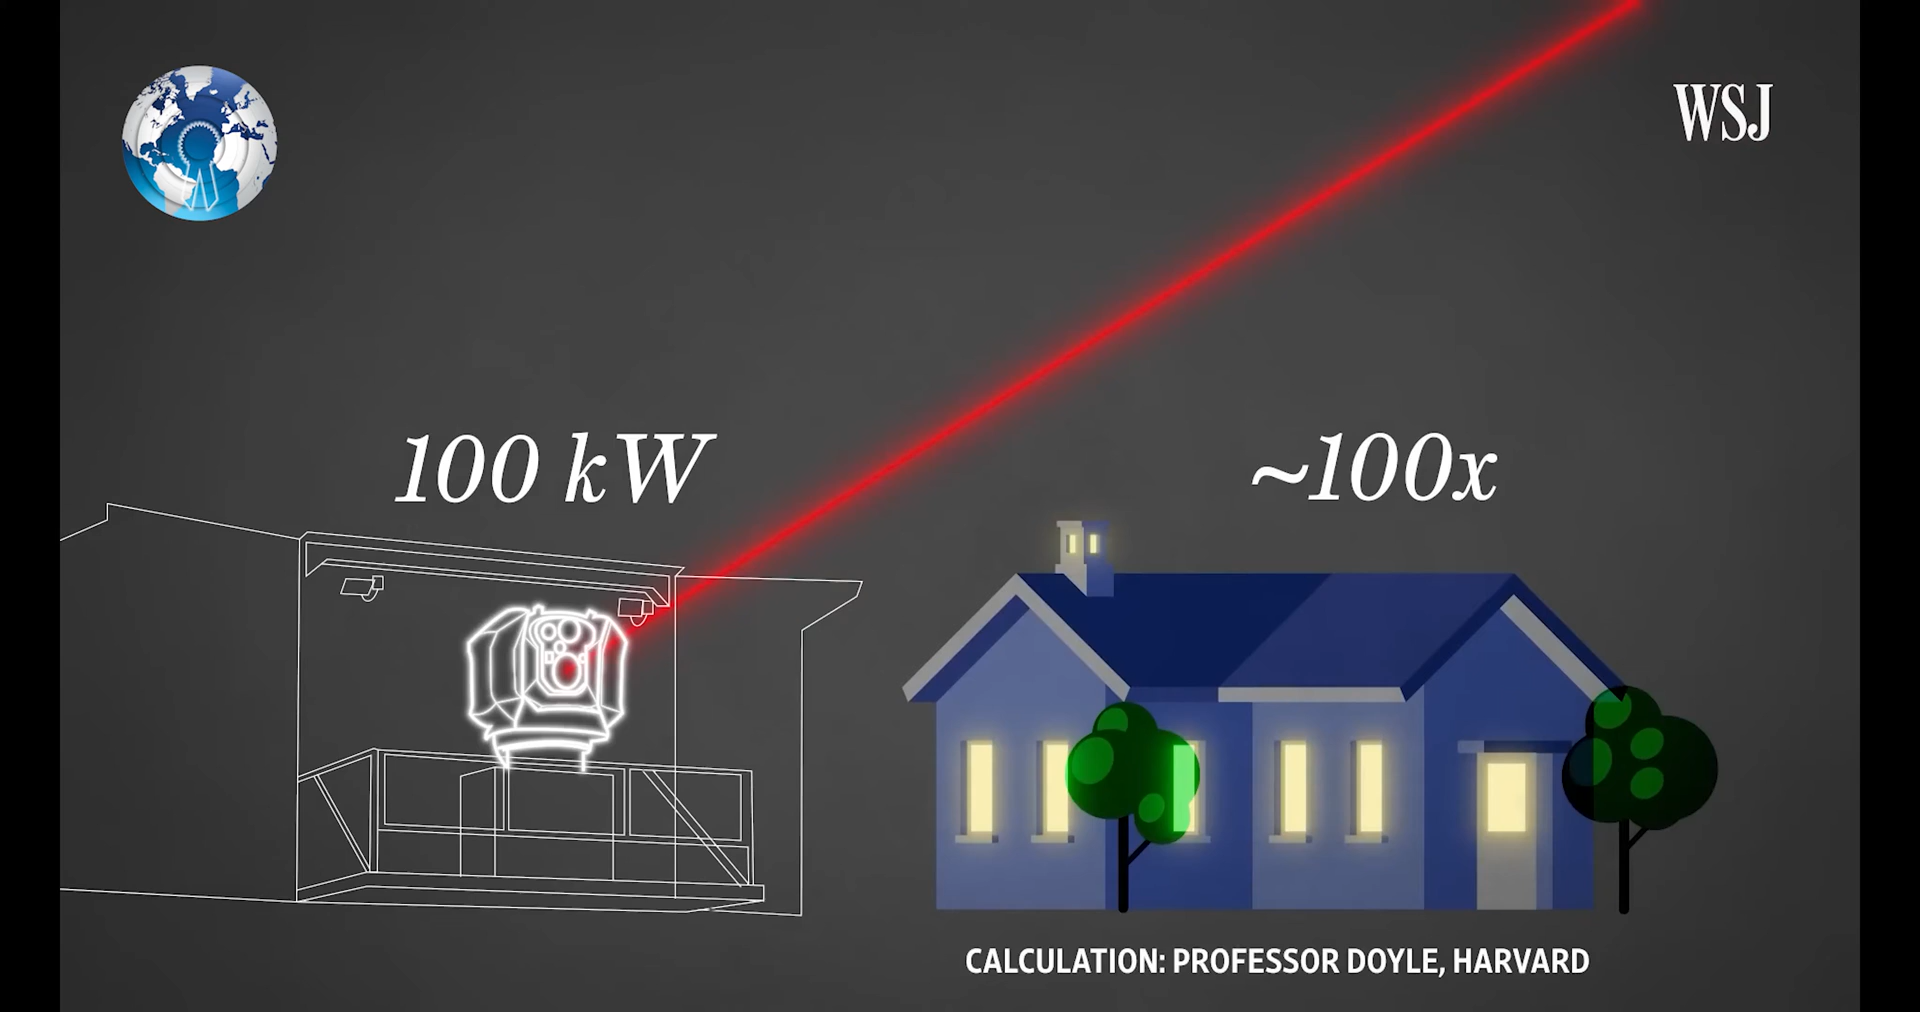 WSJ
100 kW
~100x
CALCULATION: PROFESSOR DOYLE, HARVARD